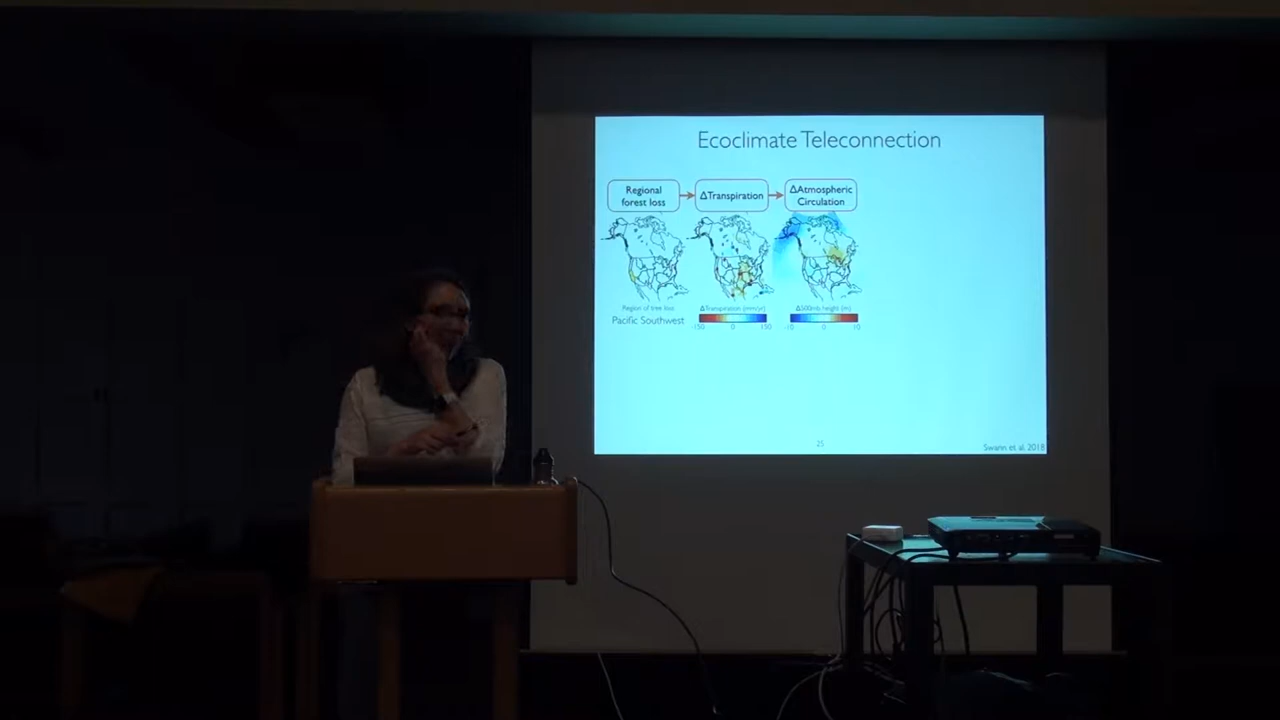 Ecoclimate Teleconnection
Regional
forest loss
ΔTranspiration
ΔAtmospheric
Circulation
Region of tree loss
Pacific Southwest
ΔTranspiration (mm/yr)
-150 0 150
Δ500mb height (m)
-10 0 10
25
Swann et al. 2018